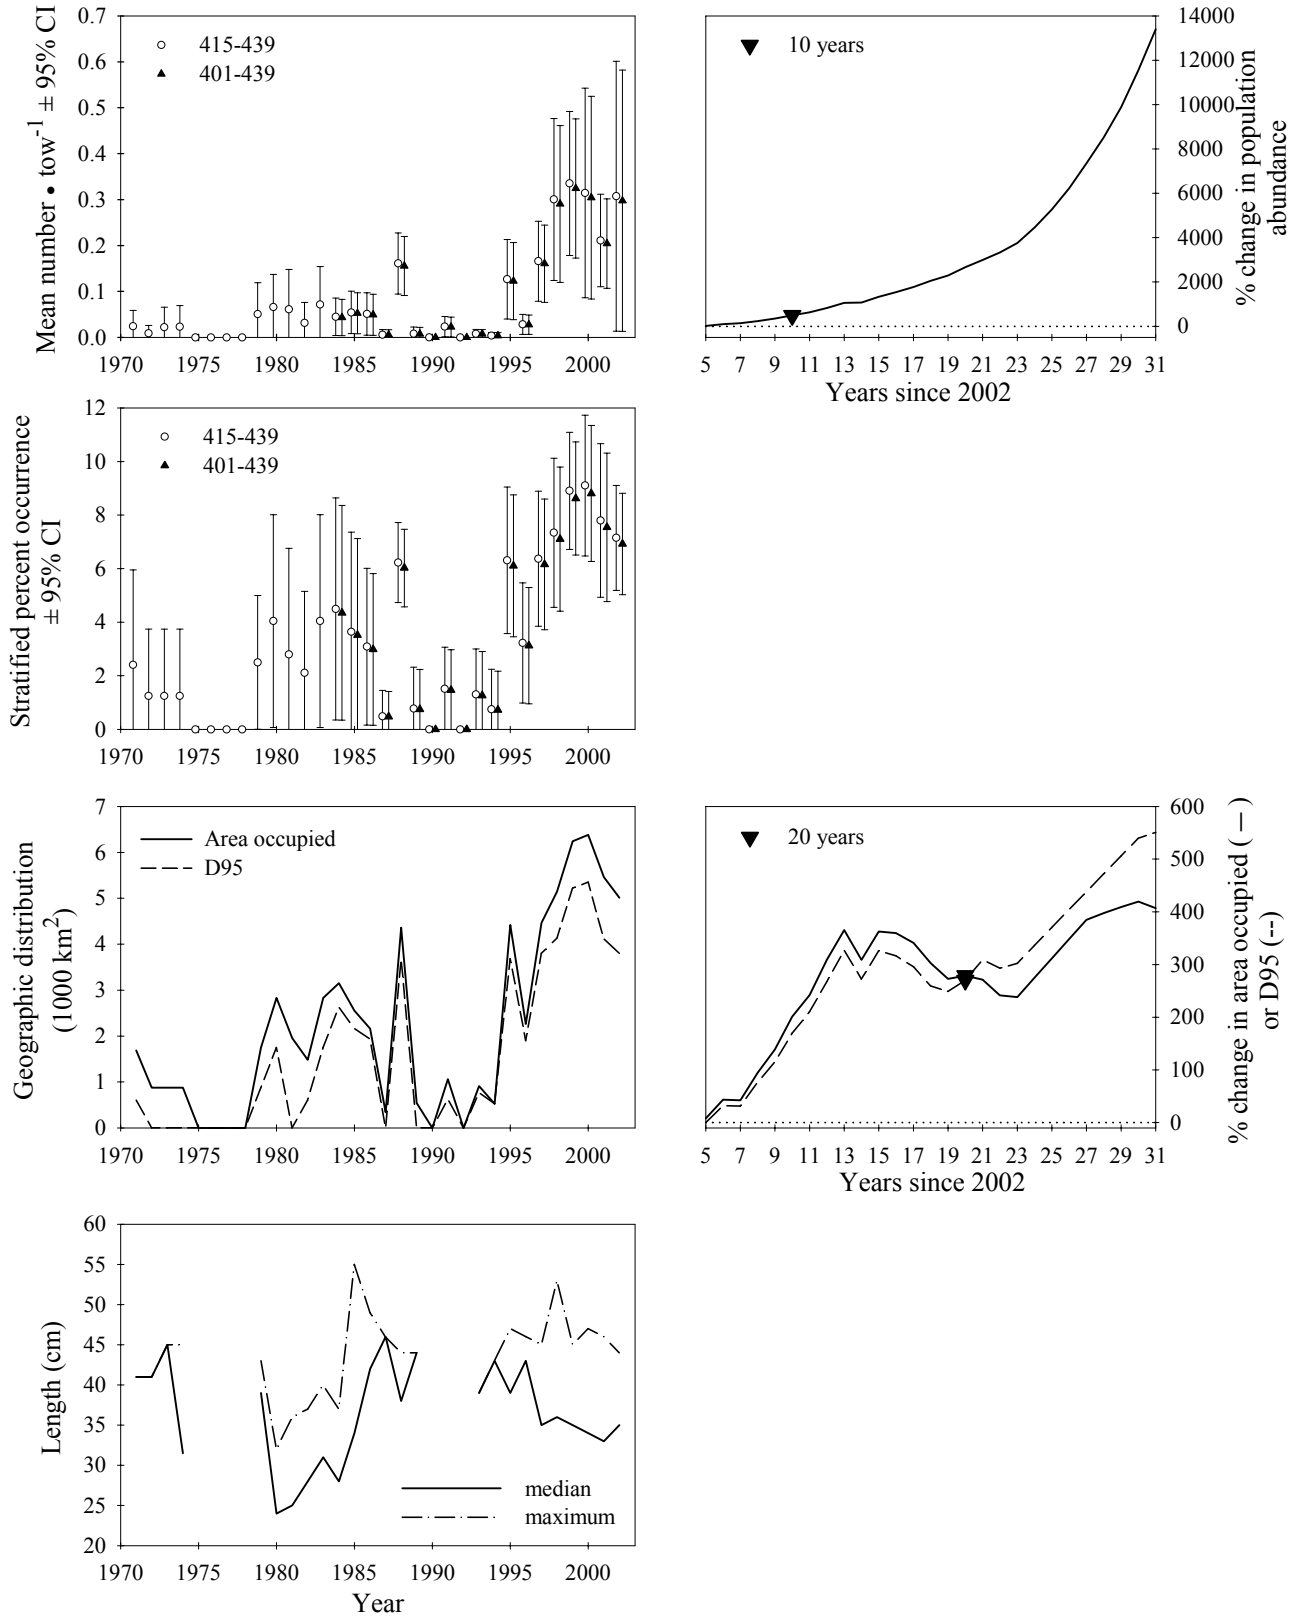 Mean number • tow-1 ± 95% CI
0.7
0.6
0.5
0.4
0.3
0.2
0.1
0.0
415-439
401-439
1970 1975 1980 1985 1990 1995 2000
10 years
14000
12000
10000
8000
6000
4000
2000
0
% change in population
abundance
5 7 9 11 13 15 17 19 21 23 25 27 29 31
Years since 2002
Stratified percent occurrence
± 95% CI
12
10
8
6
4
2
0
415-439
401-439
1970 1975 1980 1985 1990 1995 2000
Geographic distribution
(1000 km2)
7
6
5
4
3
2
1
0
Area occupied
D95
1970 1975 1980 1985 1990 1995 2000
20 years
600
500
400
300
200
100
0
% change in area occupied ( — )
or D95 (--)
5 7 9 11 13 15 17 19 21 23 25 27 29 31
Years since 2002
Length (cm)
60
55
50
45
40
35
30
25
20
median
maximum
1970 1975 1980 1985 1990 1995 2000
Year